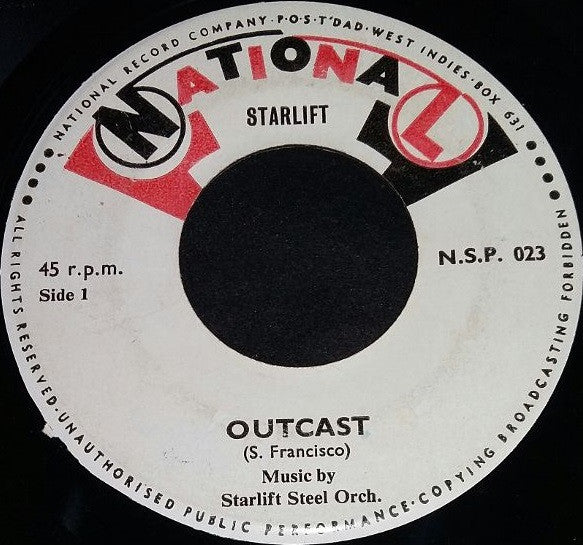 NATIONAL RECORD COMPANY·P·O·S·T'DAD·WEST INDIES·BOX 631
NATIONAL
STARLIFT
45 r.p.m.
N.S.P. 023
Side 1
OUTCAST
(S. Francisco)
Music by
Starlift Steel Orch.
ALL RIGHTS RESERVED·UNAUTHORISED PUBLIC PERFORMANCE·COPYING BROADCASTING FORBIDDEN